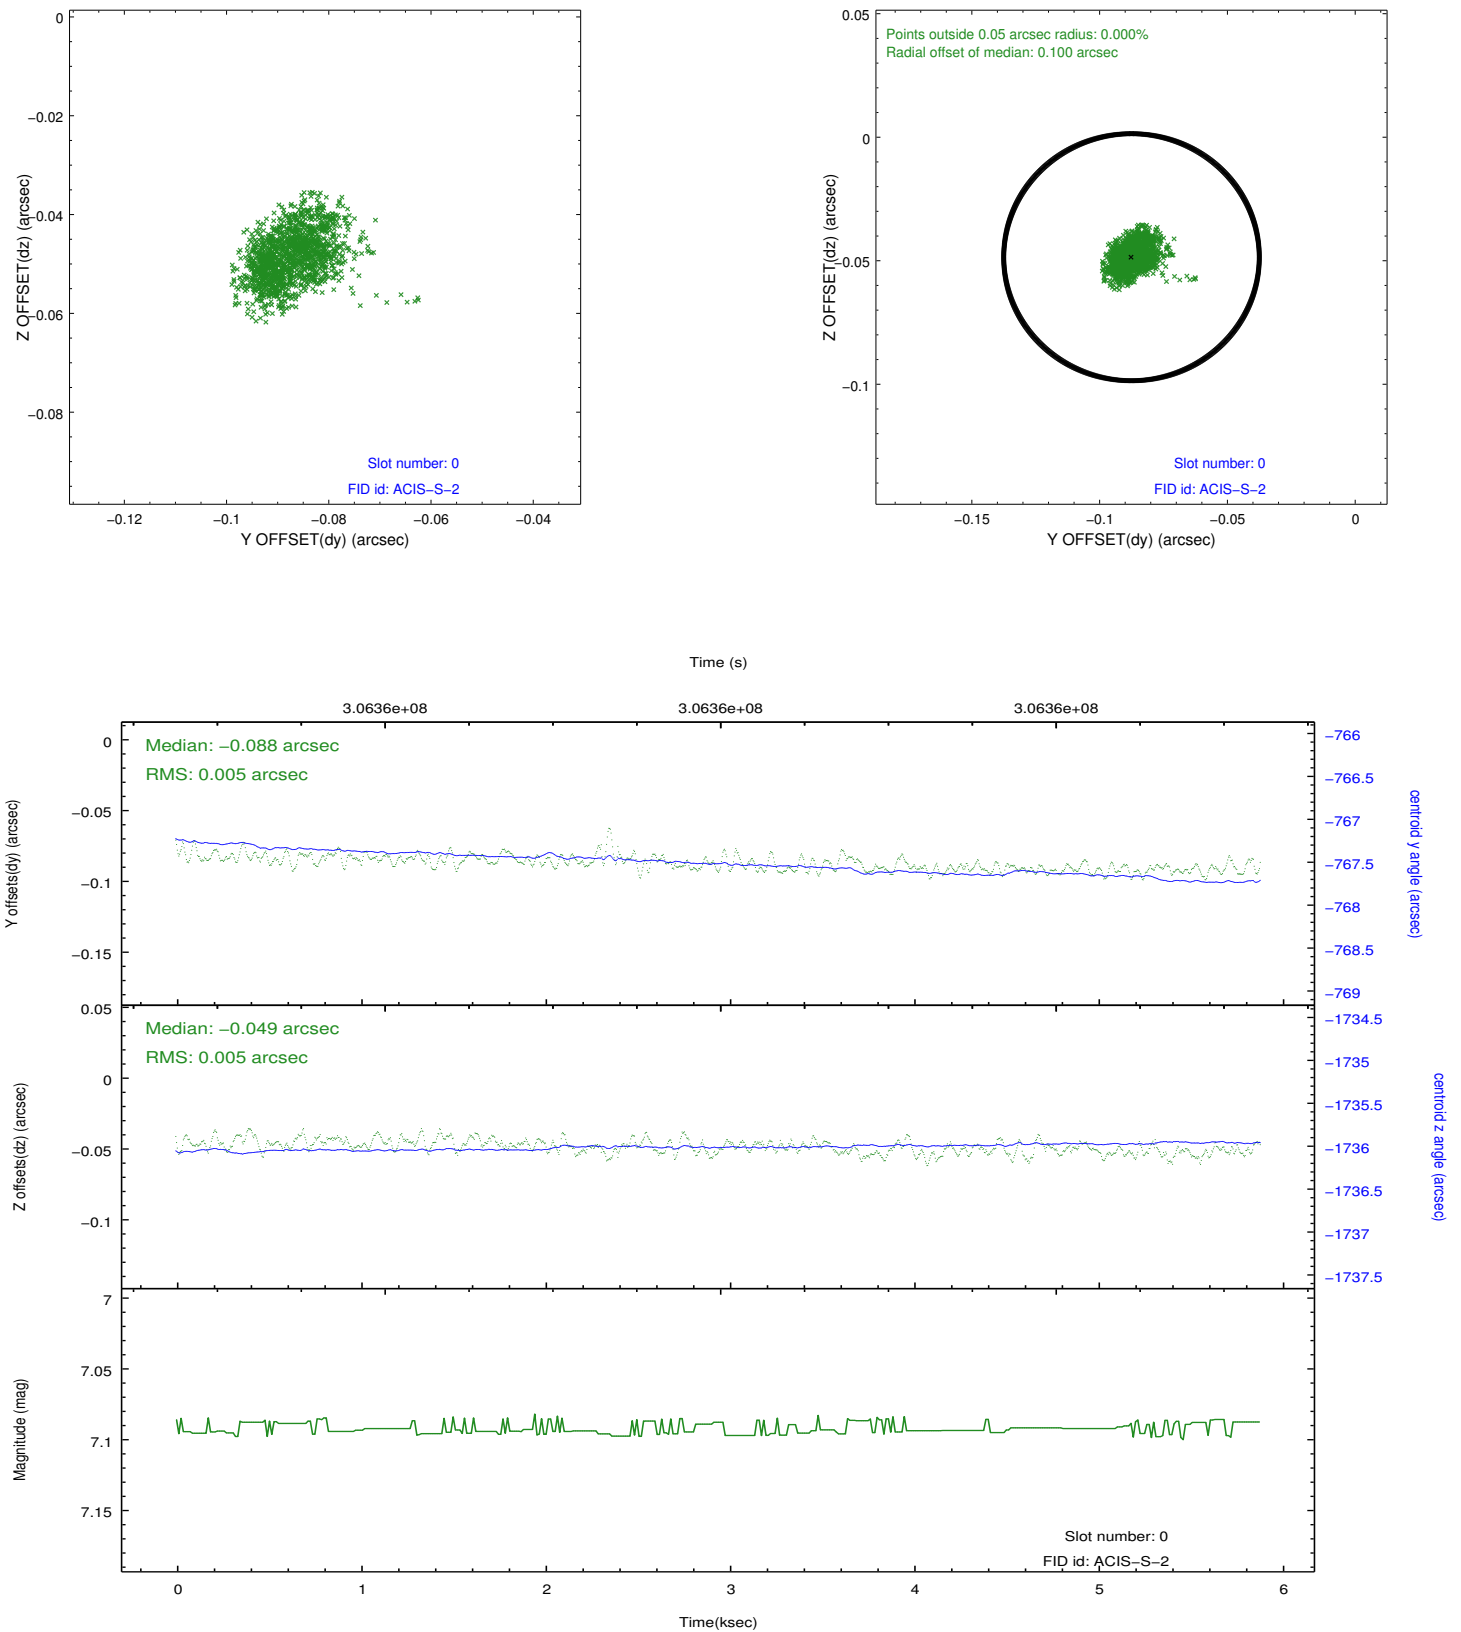 0
−0.02
−0.04
−0.06
−0.08
Z OFFSET(dz) (arcsec)
−0.12
−0.1
−0.08
−0.06
−0.04
Y OFFSET(dy) (arcsec)
Slot number: 0
FID id: ACIS−S−2
Points outside 0.05 arcsec radius: 0.000%
Radial offset of median: 0.100 arcsec
0.05
0
−0.05
−0.1
Z OFFSET(dz) (arcsec)
−0.15
−0.1
−0.05
0
Y OFFSET(dy) (arcsec)
Slot number: 0
FID id: ACIS−S−2
Time (s)
3.0636e+08
3.0636e+08
3.0636e+08
Median: −0.088 arcsec
RMS: 0.005 arcsec
0
−0.05
−0.1
−0.15
Y offsets(dy) (arcsec)
−766
−766.5
−767
−767.5
−768
−768.5
−769
centroid y angle (arcsec)
Median: −0.049 arcsec
RMS: 0.005 arcsec
0.05
0
−0.05
−0.1
Z offsets(dz) (arcsec)
−1734.5
−1735
−1735.5
−1736
−1736.5
−1737
−1737.5
centroid z angle (arcsec)
7
7.05
7.1
7.15
Magnitude (mag)
Slot number: 0
FID id: ACIS−S−2
0
1
2
3
4
5
6
Time(ksec)